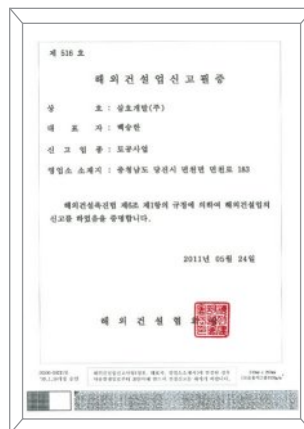 제 516 호
해 외 건 설 업 신 고 필 증
상 호 : 삼호개발(주)
대 표 자 : 백승한
신 고 업 종 : 토공사업
영업소 소재지 : 충청남도 당진시 면천면 면천로 183
해외건설촉진법 제6조 제1항의 규정에 의하여 해외건설업의
신고를 하였음을 증명합니다.
2011년 05월 24일
해 외 건 설 협